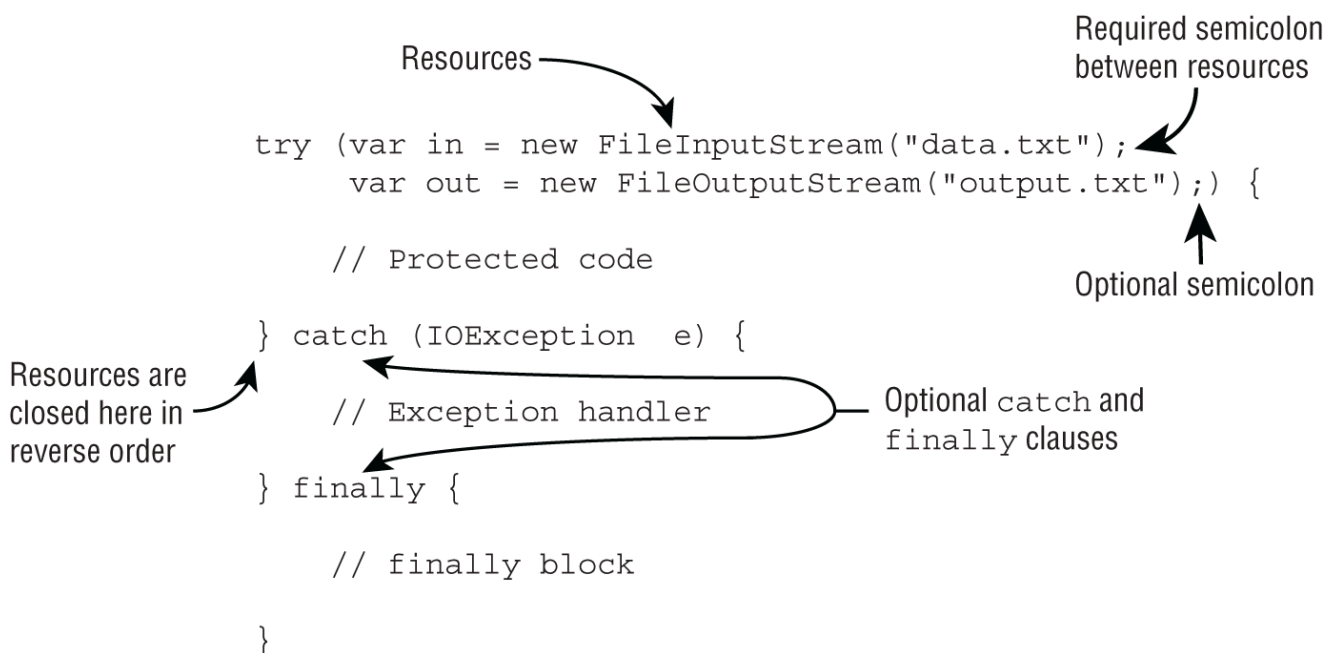 Required semicolon
between resources
Resources
try (var in = new FileInputStream("data.txt");
var out = new FileOutputStream("output.txt");) {
// Protected code
Optional semicolon
} catch (IOException  e) {
Resources are
closed here in
reverse order
// Exception handler
Optional catch and
finally clauses
} finally {
// finally block
}